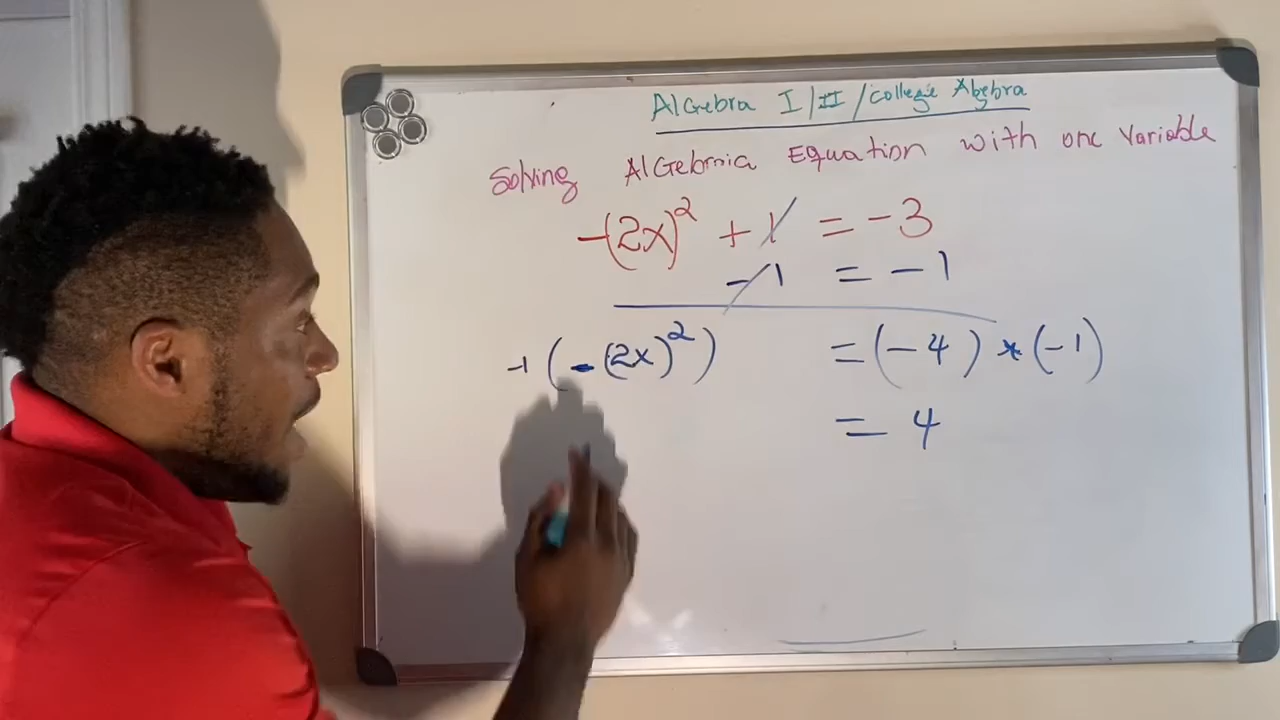 AlGebra I/II/college Algebra
Solving AlGebraic Equation with one Variable
-(2x)² + 1 = -3
-1 = -1
-1 (-(2x)²) = (-4) * (-1)
= 4